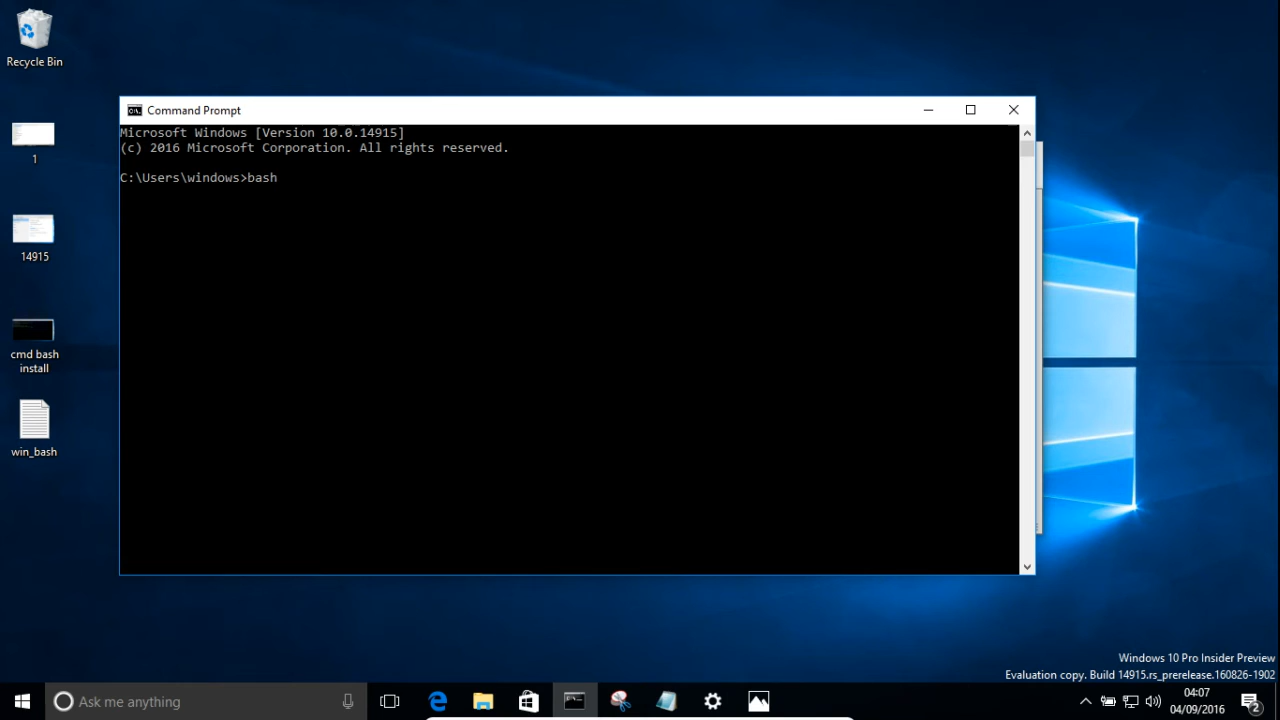 Recycle Bin
1
14915
cmd bash
install
win_bash
Command Prompt
Microsoft Windows [Version 10.0.14915]
(c) 2016 Microsoft Corporation. All rights reserved.
C:\Users\windows>bash
Windows 10 Pro Insider Preview
Evaluation copy. Build 14915.rs_prerelease.160826-1902
Ask me anything
04:07
04/09/2016
2